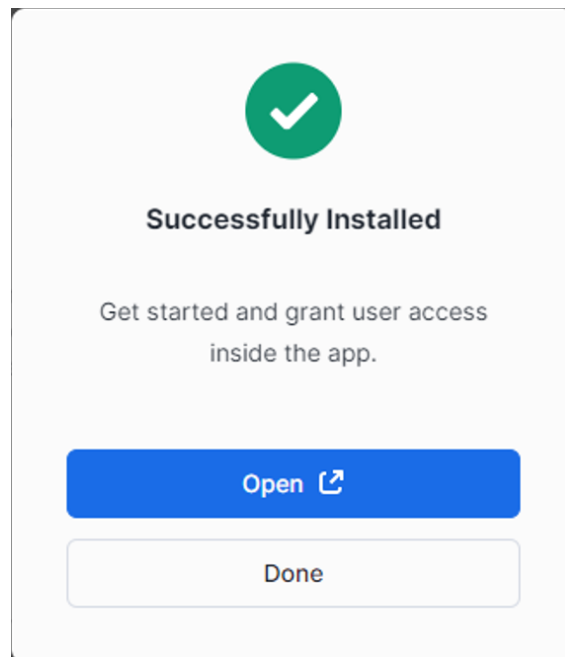 Successfully Installed
Get started and grant user access
inside the app.
Open
Done